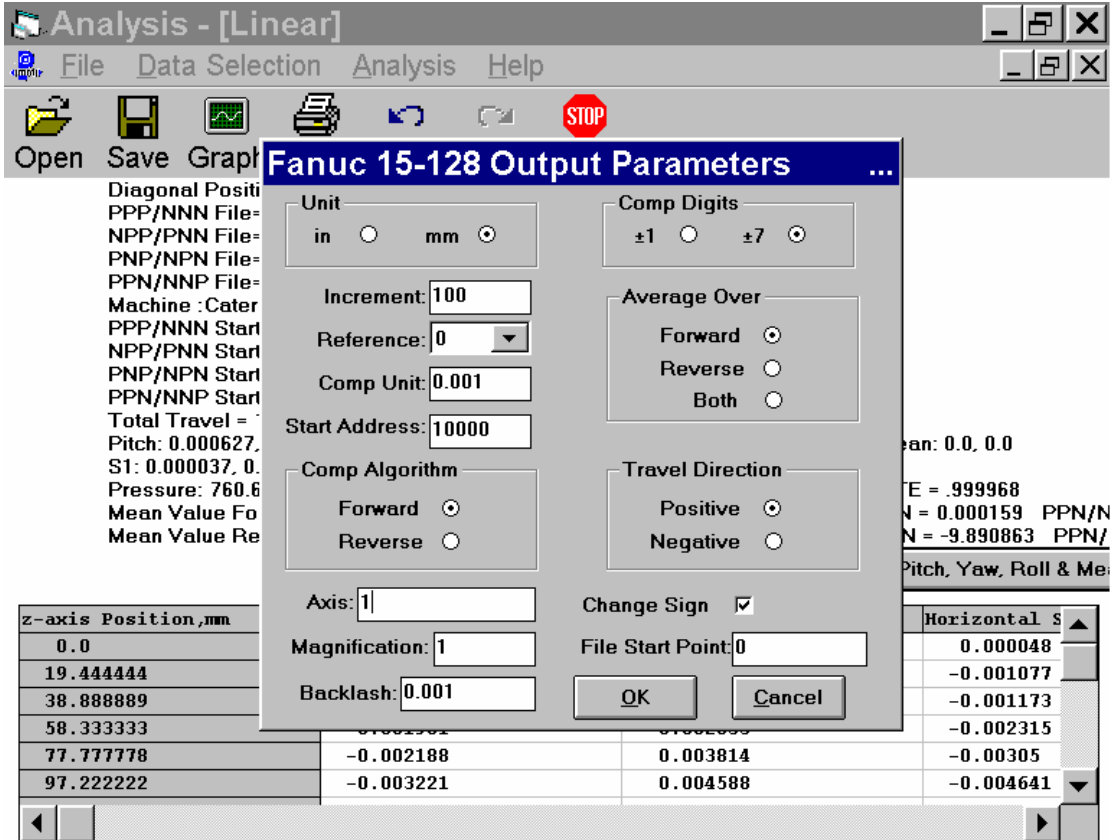 Analysis - [Linear]
File Data Selection Analysis Help
STOP
Open Save Graph
Fanuc 15-128 Output Parameters ...
Diagonal Positi
PPP/NNN File=
NPP/PNN File=
PNP/NPN File=
PPN/NNP File=
Machine :Cater
PPP/NNN Start
NPP/PNN Start
PNP/NPN Start
PPN/NNP Start
Total Travel =
Pitch: 0.000627,
S1: 0.000037, 0.
Pressure: 760.6
Mean Value Fo
Mean Value Re
Unit
in mm
Comp Digits
±1 ±7
Increment: 100
Reference: 0
Comp Unit: 0.001
Start Address: 10000
Average Over
Forward
Reverse
Both
Comp Algorithm
Forward
Reverse
Travel Direction
Positive
Negative
Axis: 1
Magnification: 1
Backlash: 0.001
Change Sign
File Start Point: 0
OK Cancel
ean: 0.0, 0.0
TE = .999968
N = 0.000159 PPN/N
N = -9.890863 PPN/
Pitch, Yaw, Roll & Me
z-axis Position,mm Horizontal S
0.0 0.000048
19.444444 -0.001077
38.888889 -0.001173
58.333333 -0.002315
77.777778 -0.002188 0.003814 -0.00305
97.222222 -0.003221 0.004588 -0.004641